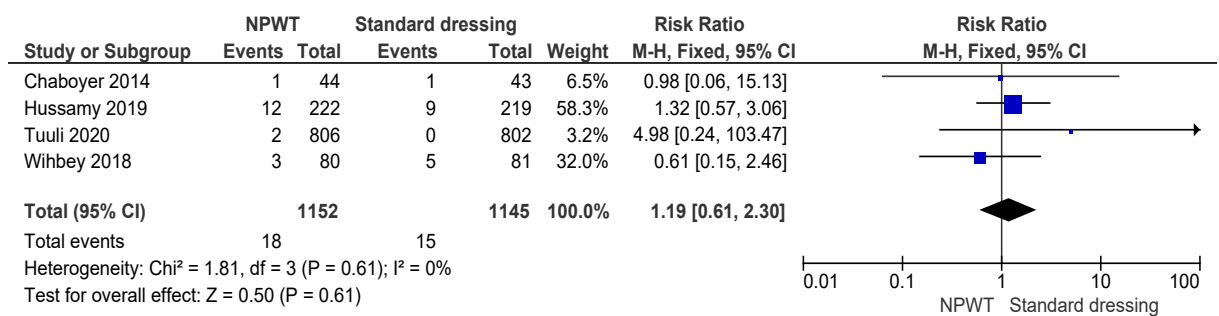 NPWT Standard dressing Risk Ratio Risk Ratio
Study or Subgroup Events Total Events Total Weight M-H, Fixed, 95% CI M-H, Fixed, 95% CI
Chaboyer 2014 1 44 1 43 6.5% 0.98 [0.06, 15.13]
Hussamy 2019 12 222 9 219 58.3% 1.32 [0.57, 3.06]
Tuuli 2020 2 806 0 802 3.2% 4.98 [0.24, 103.47]
Wihbey 2018 3 80 5 81 32.0% 0.61 [0.15, 2.46]
Total (95% CI) 1152 1145 100.0% 1.19 [0.61, 2.30]
Total events 18 15
Heterogeneity: Chi² = 1.81, df = 3 (P = 0.61); I² = 0%
Test for overall effect: Z = 0.50 (P = 0.61)
0.01 0.1 1 10 100
NPWT Standard dressing